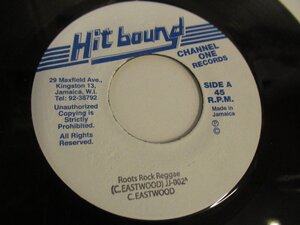 Hit bound
CHANNEL
ONE
RECORDS
29 Maxfield Ave.,
Kingston 13,
Jamaica, W.I.
Tel: 92-38792
Unauthorized
Copying is
Strictly
Prohibited.
All Rights
Reserved.
SIDE A
45
R.P.M.
Made in
Jamaica
Ⓟ
©
Roots Rock Reggae
(C.EASTWOOD) JJ-002A
C.EASTWOOD